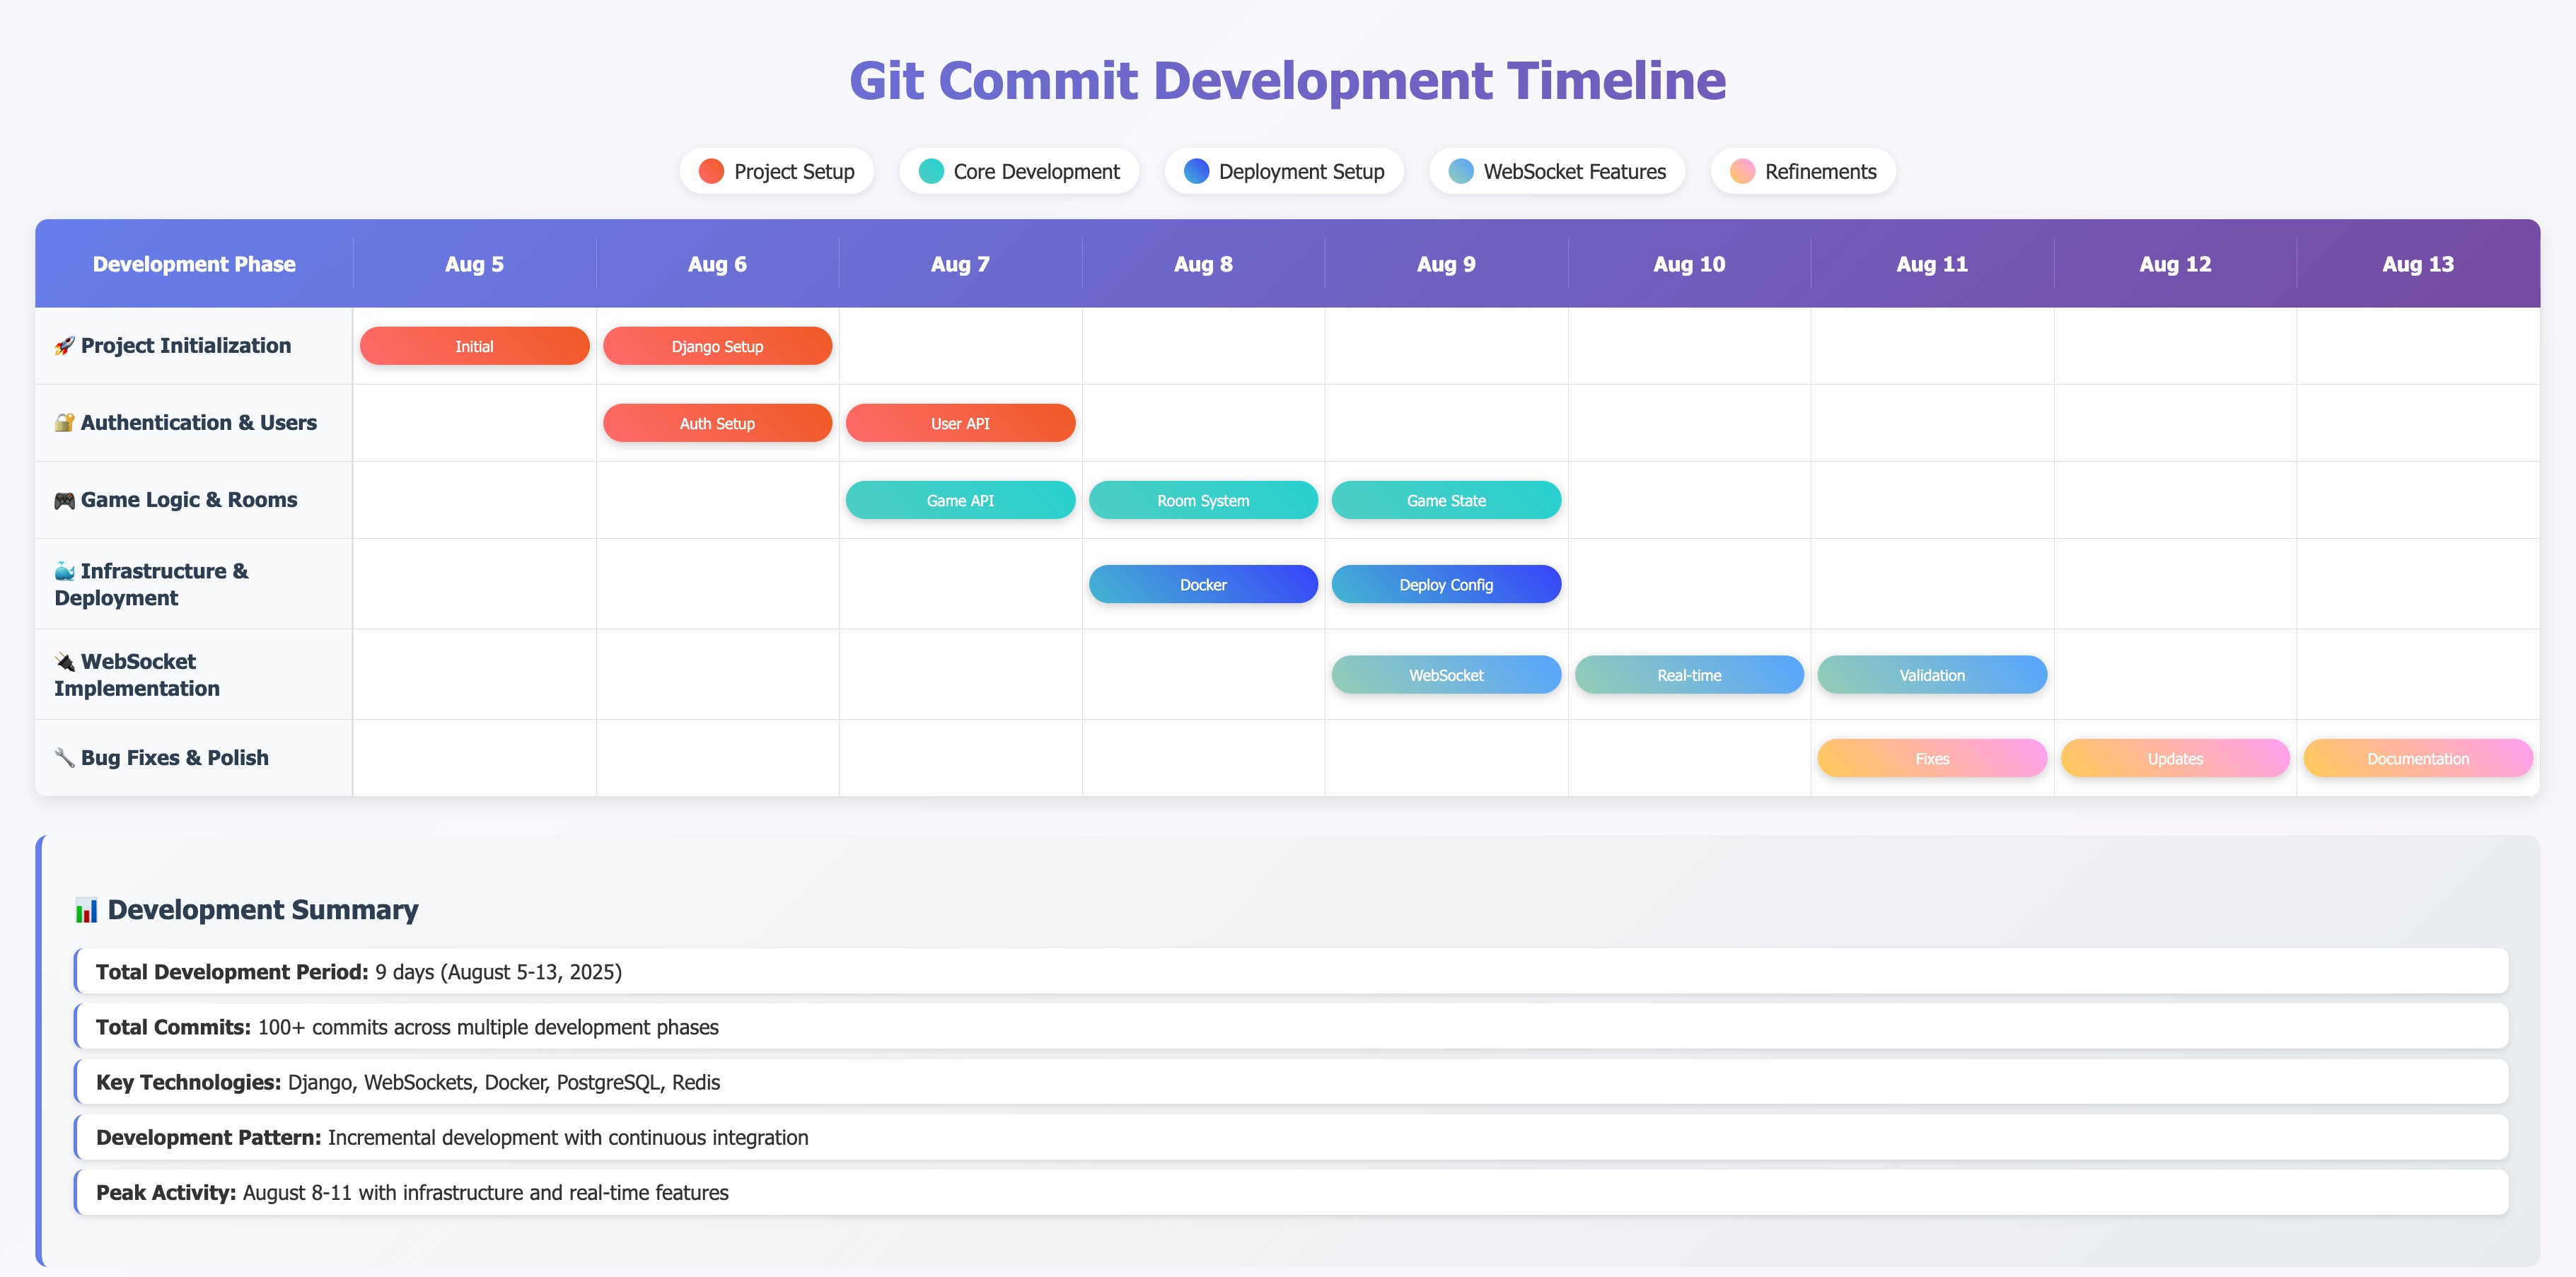 Git Commit Development Timeline
Project Setup
Core Development
Deployment Setup
WebSocket Features
Refinements
Development Phase
Aug 5
Aug 6
Aug 7
Aug 8
Aug 9
Aug 10
Aug 11
Aug 12
Aug 13
🚀 Project Initialization
Initial
Django Setup
🔐 Authentication & Users
Auth Setup
User API
🎮 Game Logic & Rooms
Game API
Room System
Game State
🐳 Infrastructure &
Deployment
Docker
Deploy Config
🔌 WebSocket
Implementation
WebSocket
Real-time
Validation
🔧 Bug Fixes & Polish
Fixes
Updates
Documentation
📊 Development Summary
Total Development Period: 9 days (August 5-13, 2025)
Total Commits: 100+ commits across multiple development phases
Key Technologies: Django, WebSockets, Docker, PostgreSQL, Redis
Development Pattern: Incremental development with continuous integration
Peak Activity: August 8-11 with infrastructure and real-time features